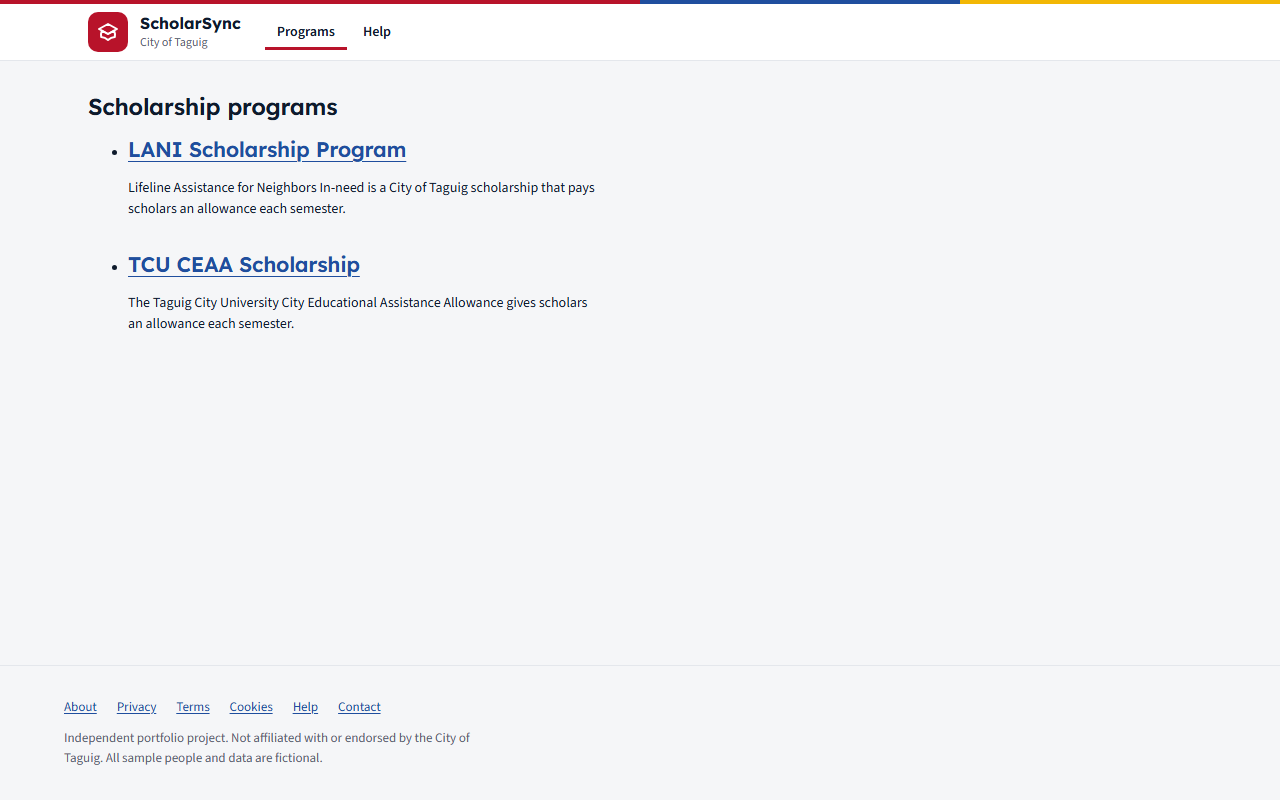 ScholarSync
City of Taguig
Programs
Help
Scholarship programs
LANI Scholarship Program
Lifeline Assistance for Neighbors In-need is a City of Taguig scholarship that pays
scholars an allowance each semester.
TCU CEAA Scholarship
The Taguig City University City Educational Assistance Allowance gives scholars
an allowance each semester.
About Privacy Terms Cookies Help Contact
Independent portfolio project. Not affiliated with or endorsed by the City of
Taguig. All sample people and data are fictional.